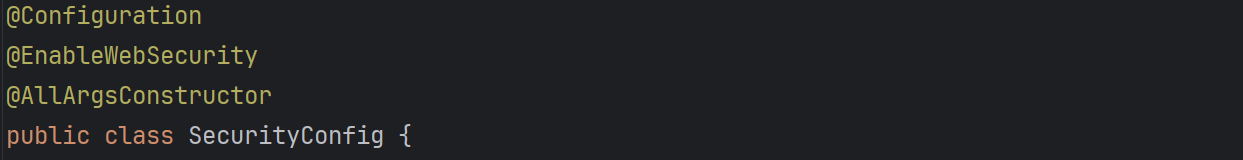 @Configuration
@EnableWebSecurity
@AllArgsConstructor
public class SecurityConfig {